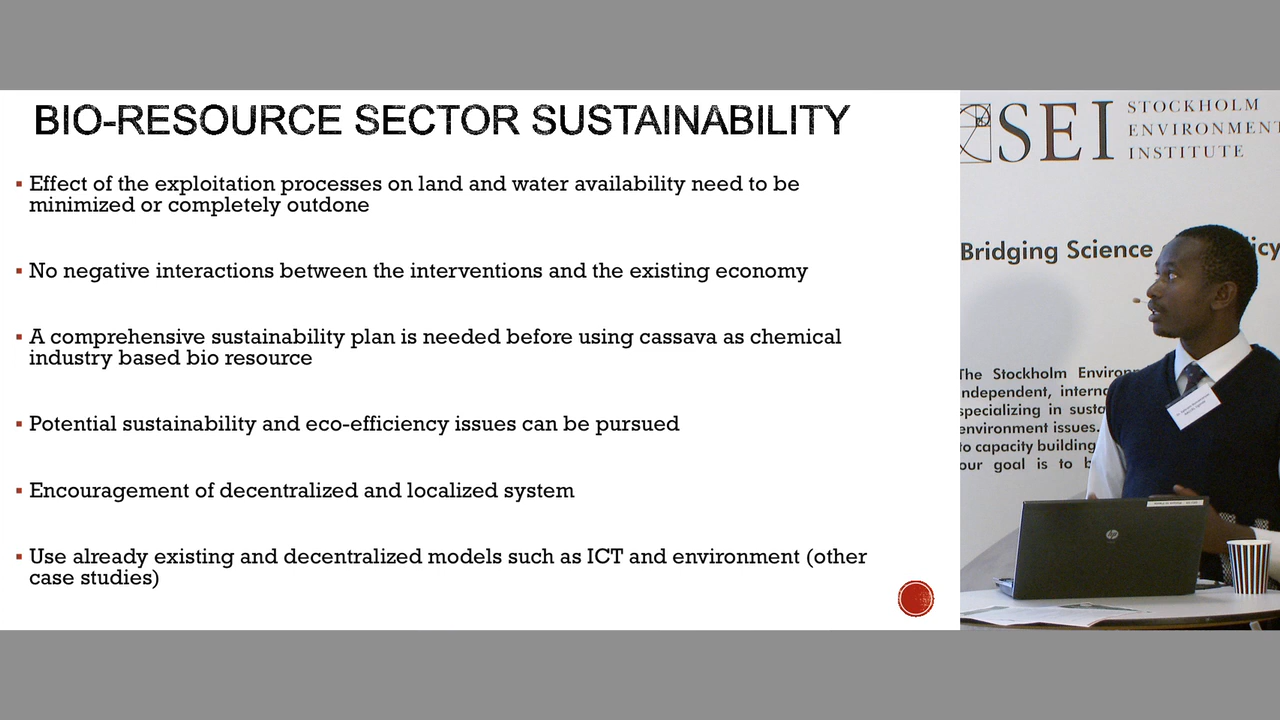 BIO-RESOURCE SECTOR SUSTAINABILITY
▪ Effect of the exploitation processes on land and water availability need to be
minimized or completely outdone
▪ No negative interactions between the interventions and the existing economy
▪ A comprehensive sustainability plan is needed before using cassava as chemical
industry based bio resource
▪ Potential sustainability and eco-efficiency issues can be pursued
▪ Encouragement of decentralized and localized system
▪ Use already existing and decentralized models such as ICT and environment (other
case studies)
SEI
STOCKHOLM
ENVIRONMENT
INSTITUTE
Bridging Science
The Stockholm
independent,
specializing in
environment issues.
to capacity building
our goal is to
hp